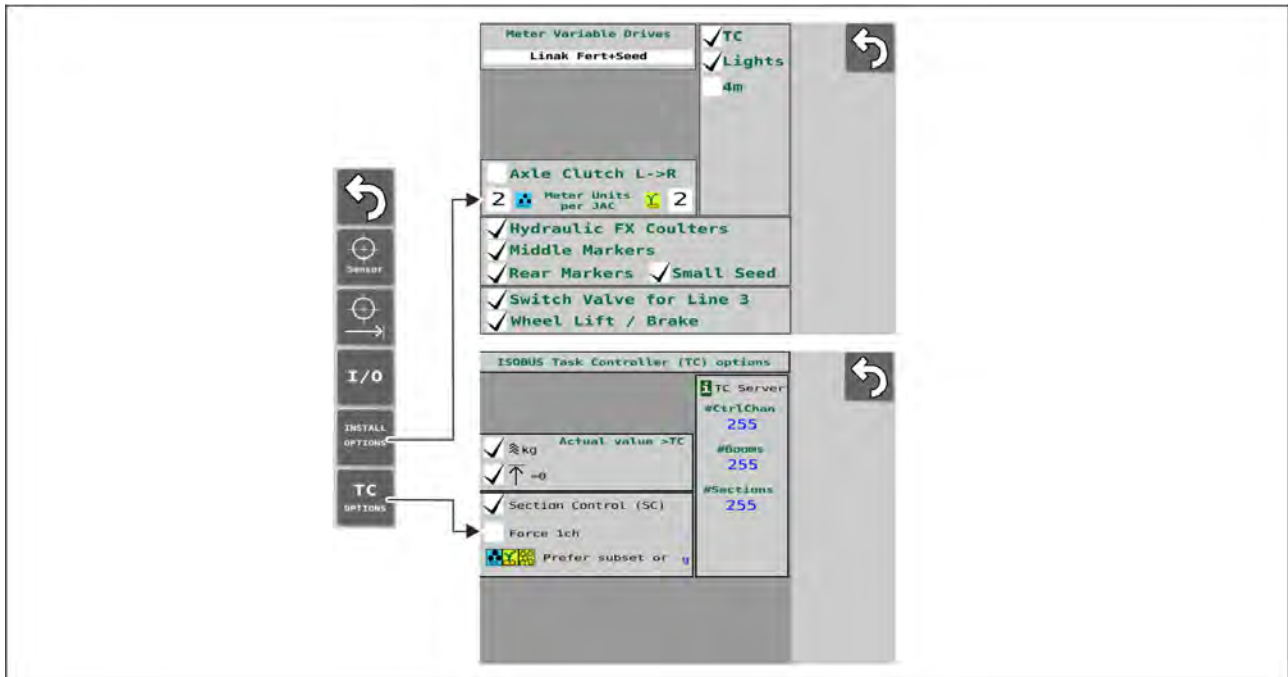 Sensor
I/O
INSTALL
OPTIONS
TC
OPTIONS
Meter Variable Drives
Linak Fert+Seed
TC
Lights
4m
Axle Clutch L->R
2 Meter Units
per JAC 2
Hydraulic FX Coulters
Middle Markers
Rear Markers Small Seed
Switch Valve for Line 3
Wheel Lift / Brake
ISOBUS Task Controller (TC) options
i TC Server
#CtrlChan
255
#Booms
255
#Sections
255
Actual value >TC
kg
=0
Section Control (SC)
Force 1ch
Prefer subset or g